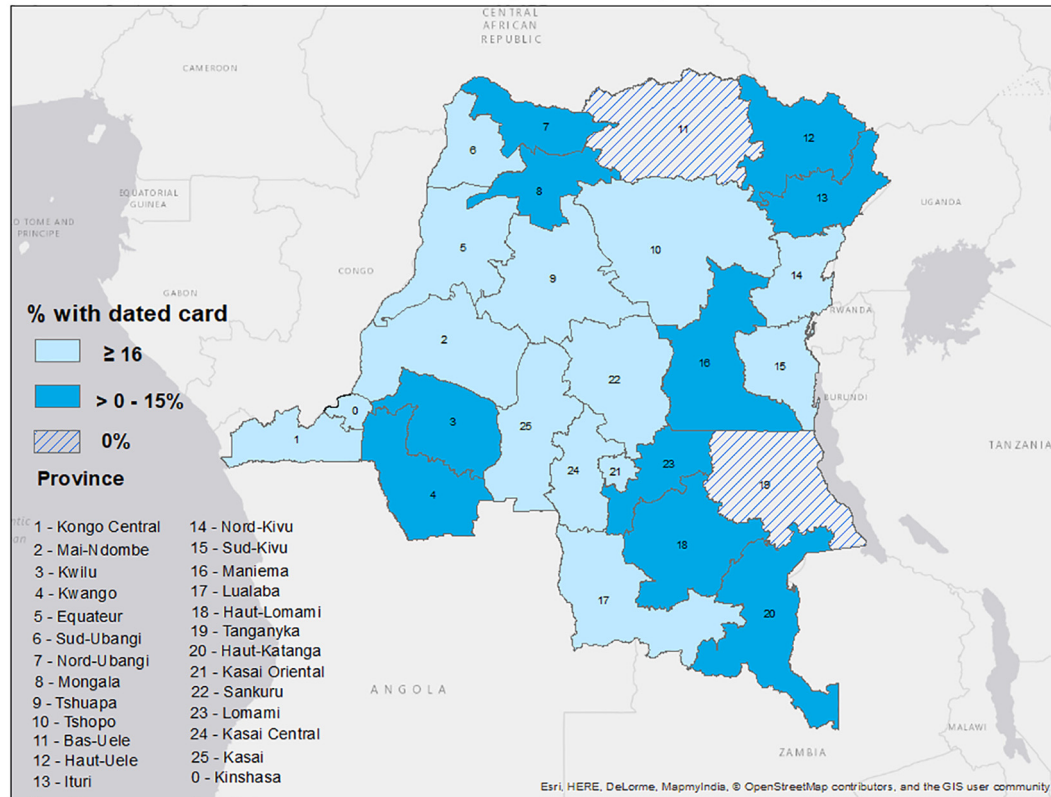 CENTRAL
AFRICAN
REPUBLIC
CAMEROON
EQUATORIAL
GUINEA
O TOME AND
PRINCIPE
CONGO
GABON
UGANDA
RWANDA
BURUNDI
TANZANIA
ANGOLA
ZAMBIA
MALAWI
11
7
12
6
8
13
5
10
14
9
2
16
15
22
0
3
25
1
23
24
21
19
4
18
17
20
% with dated card
≥ 16
> 0 - 15%
0%
Province
1 - Kongo Central
2 - Mai-Ndombe
3 - Kwilu
4 - Kwango
5 - Equateur
6 - Sud-Ubangi
7 - Nord-Ubangi
8 - Mongala
9 - Tshuapa
10 - Tshopo
11 - Bas-Uele
12 - Haut-Uele
13 - Ituri
14 - Nord-Kivu
15 - Sud-Kivu
16 - Maniema
17 - Lualaba
18 - Haut-Lomami
19 - Tanganyka
20 - Haut-Katanga
21 - Kasai Oriental
22 - Sankuru
23 - Lomami
24 - Kasai Central
25 - Kasai
0 - Kinshasa
Esri, HERE, DeLorme, MapmyIndia, © OpenStreetMap contributors, and the GIS user community